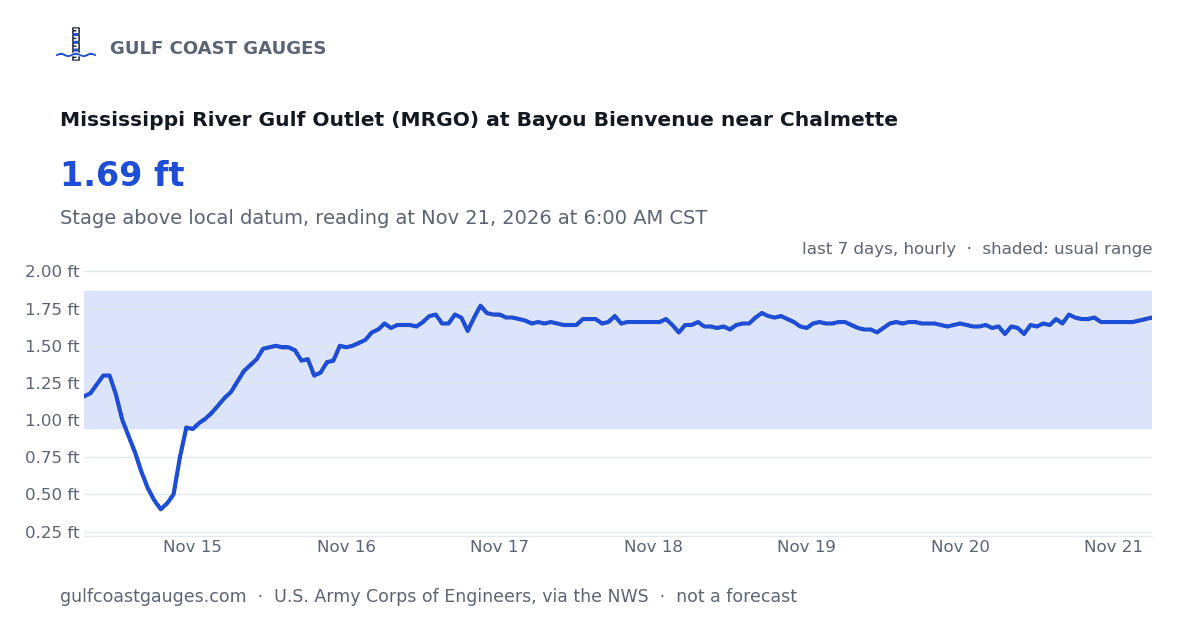 GULF COAST GAUGES
Mississippi River Gulf Outlet (MRGO) at Bayou Bienvenue near Chalmette
1.69 ft
Stage above local datum, reading at Nov 21, 2026 at 6:00 AM CST
last 7 days, hourly · shaded: usual range
2.00 ft
1.75 ft
1.50 ft
1.25 ft
1.00 ft
0.75 ft
0.50 ft
0.25 ft
Nov 15 Nov 16 Nov 17 Nov 18 Nov 19 Nov 20 Nov 21
gulfcoastgauges.com · U.S. Army Corps of Engineers, via the NWS · not a forecast